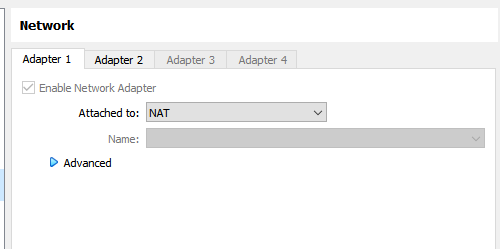 Network
Adapter 1 Adapter 2 Adapter 3 Adapter 4
Enable Network Adapter
Attached to: NAT
Name:
Advanced